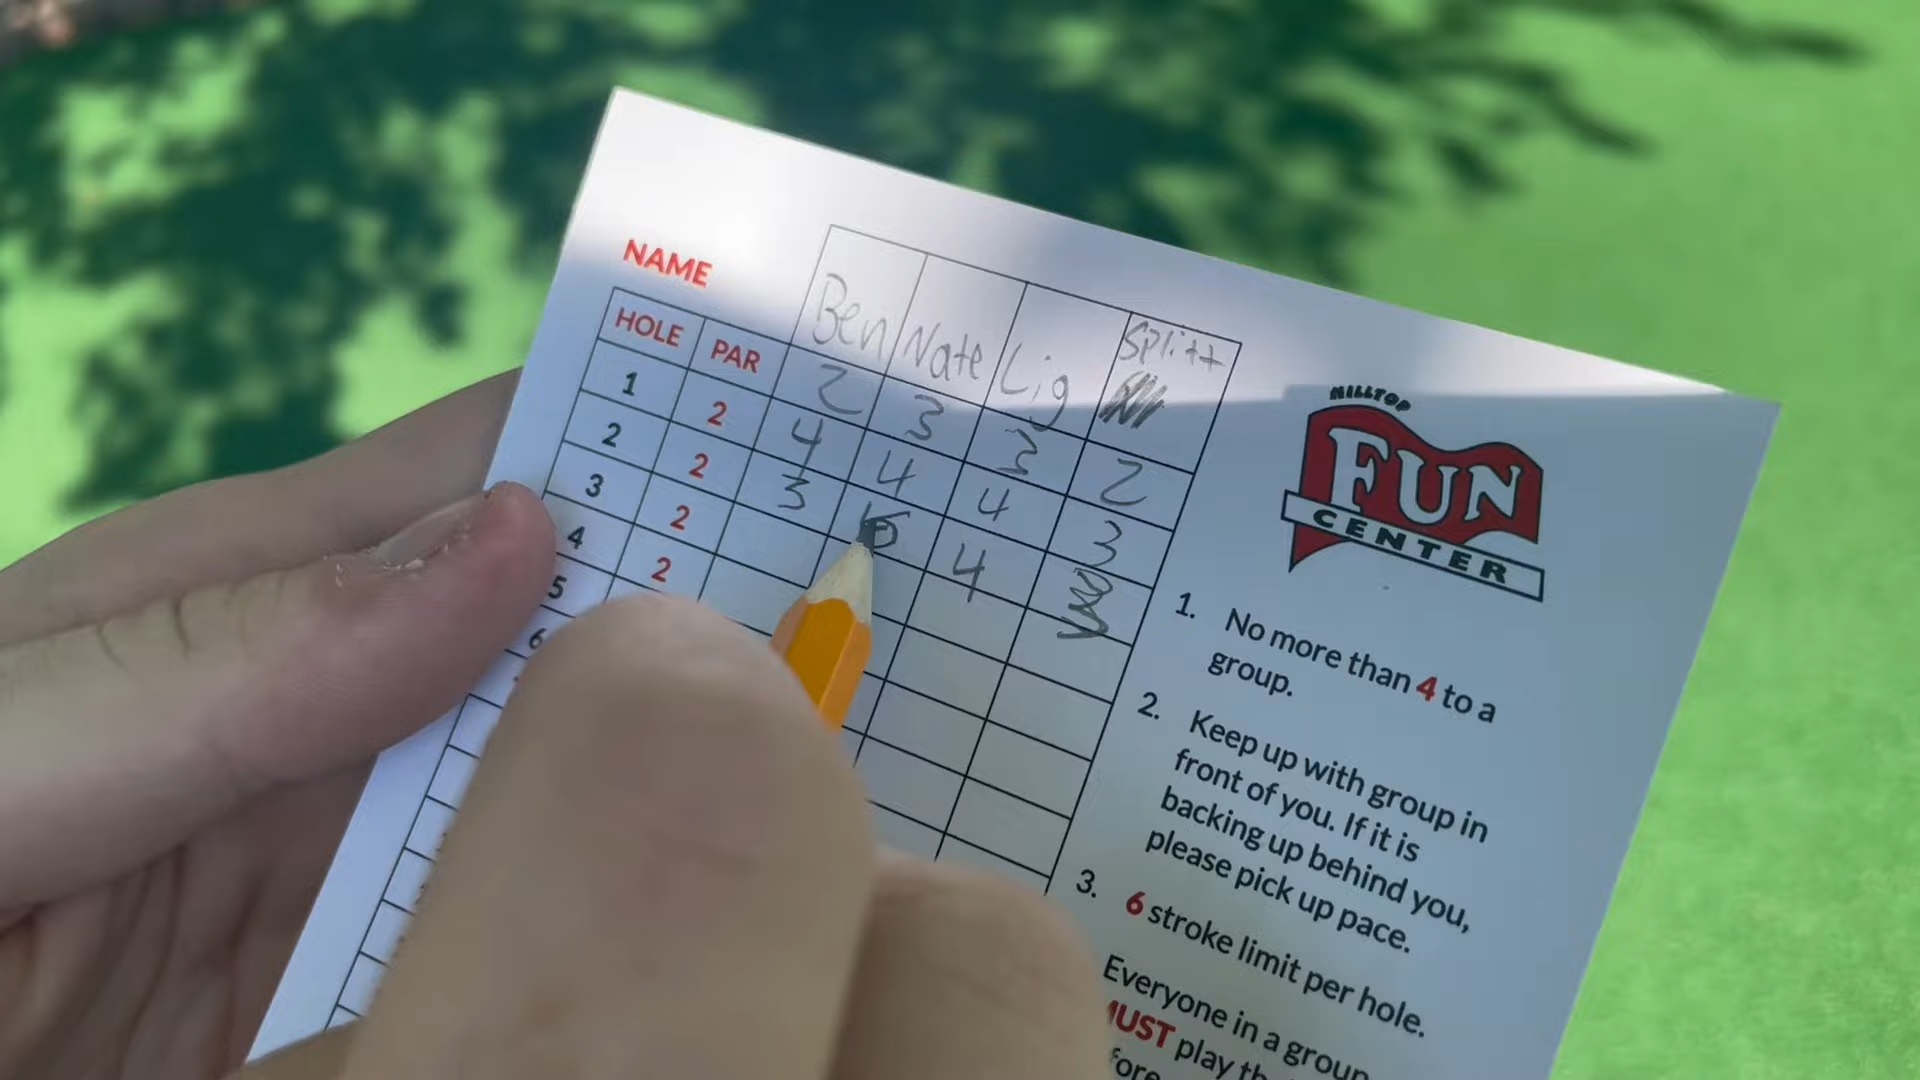 NAME Ben Nate Lig Splitt
HOLE PAR
1 2 2 3 3 2
2 2 4 4 4 3
3 2 3 4
4 2
5
6
HILLTOP
FUN
CENTER
1. No more than 4 to a
group.
2. Keep up with group in
front of you. If it is
backing up behind you,
please pick up pace.
3. 6 stroke limit per hole.
Everyone in a group
MUST play